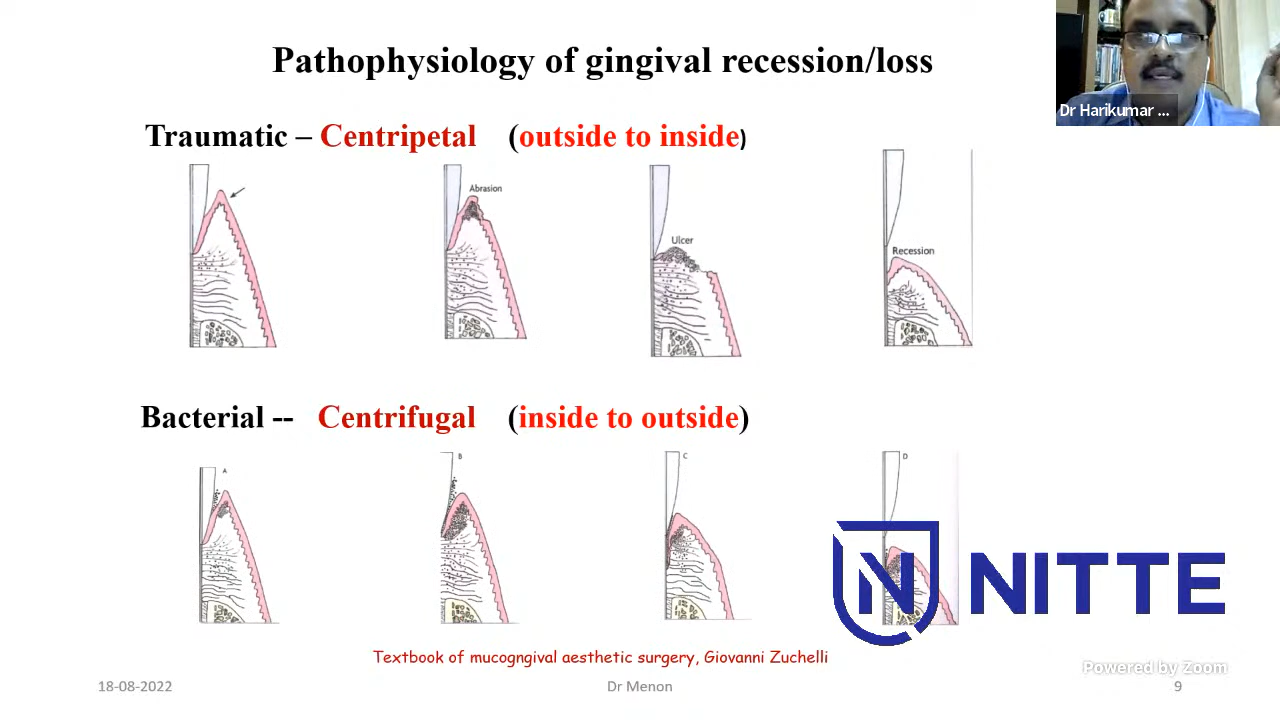 Pathophysiology of gingival recession/loss
Dr Harikumar ...
Traumatic – Centripetal (outside to inside)
Abrasion
Ulcer
Recession
Bacterial -- Centrifugal (inside to outside)
A
B
C
D
N NITTE
Textbook of mucogngival aesthetic surgery, Giovanni Zuchelli
Powered by Zoom
18-08-2022
Dr Menon
9